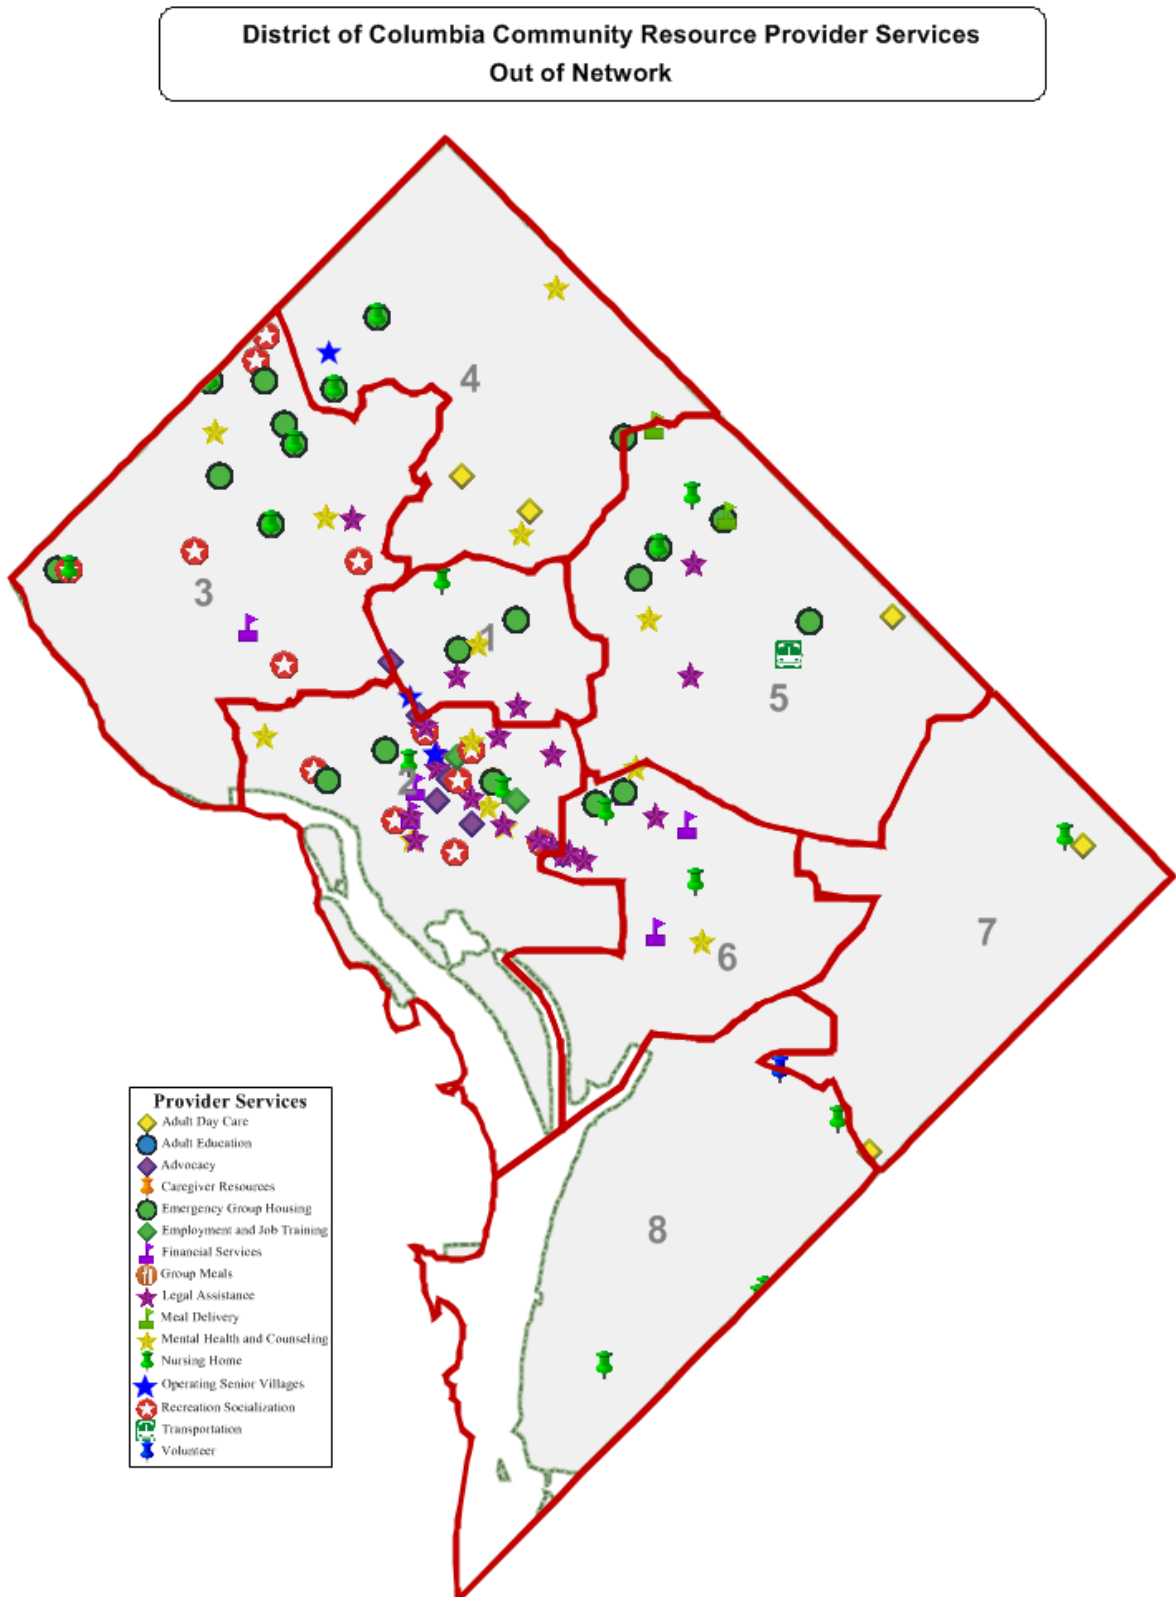 District of Columbia Community Resource Provider Services
Out of Network
4
3
1
5
2
7
6
8
Provider Services
Adult Day Care
Adult Education
Advocacy
Caregiver Resources
Emergency Group Housing
Employment and Job Training
Financial Services
Group Meals
Legal Assistance
Meal Delivery
Mental Health and Counseling
Nursing Home
Operating Senior Villages
Recreation Socialization
Transportation
Volunteer